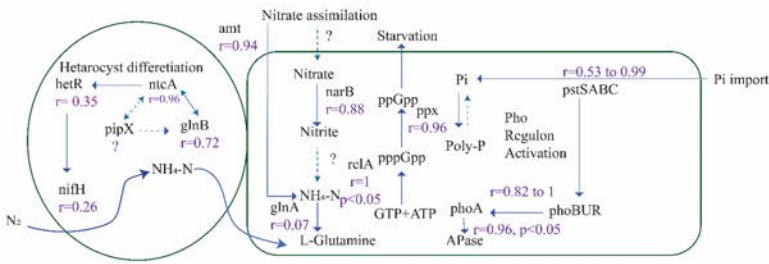 Nitrate assimilation
amt
r=0.94
?
Starvation
Hetarocyst differetiation
hetR
r= 0.35
ntcA
r=0.96
pipX
?
glnB
r=0.72
nifH
r=0.26
NH₄-N
N₂
Nitrate
narB
r=0.88
Nitrite
?
relA
r=1
p<0.05
NH₄-N
glnA
r=0.07
L-Glutamine
ppGpp
ppx
r=0.96
pppGpp
GTP+ATP
Pi
Poly-P
r=0.53 to 0.99
Pi import
pstSABC
Pho
Regulon
Activation
r=0.82 to 1
phoA
phoBUR
r=0.96, p<0.05
APase